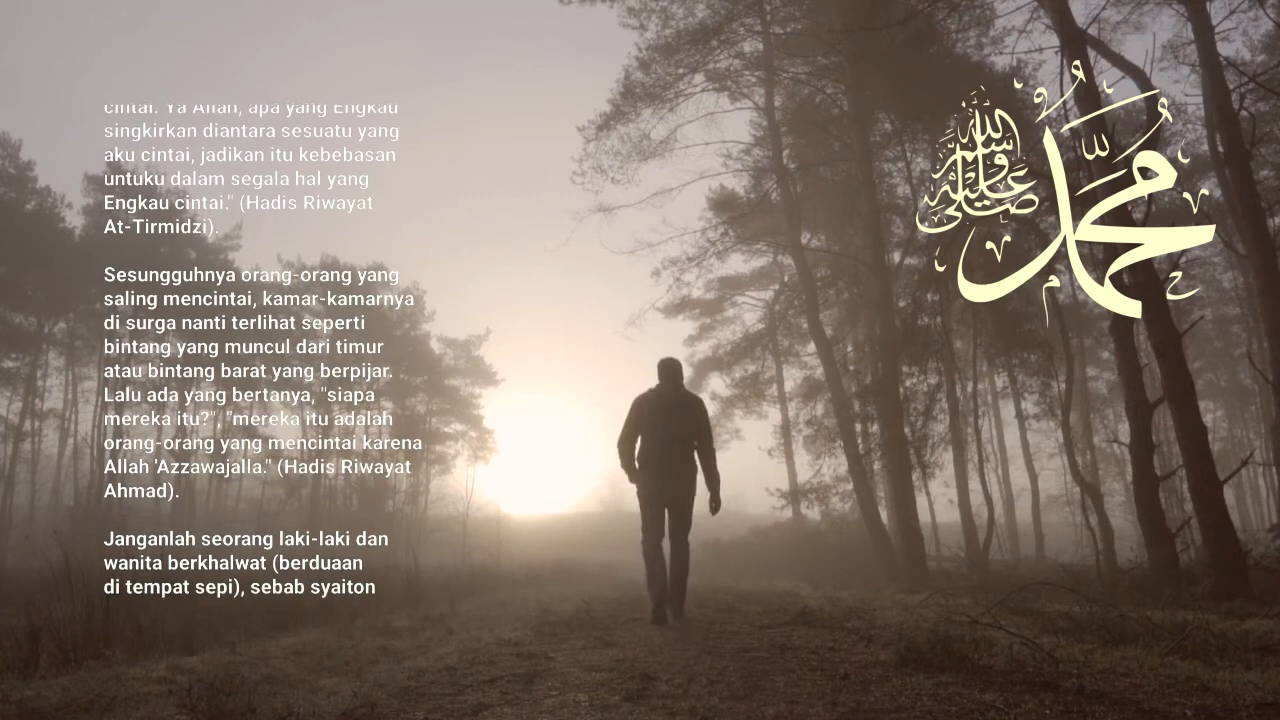 cintai. Ya Allah, apa yang Engkau
singkirkan diantara sesuatu yang
aku cintai, jadikan itu kebebasan
untuku dalam segala hal yang
Engkau cintai." (Hadis Riwayat
At-Tirmidzi).
Sesungguhnya orang-orang yang
saling mencintai, kamar-kamarnya
di surga nanti terlihat seperti
bintang yang muncul dari timur
atau bintang barat yang berpijar.
Lalu ada yang bertanya, "siapa
mereka itu?", "mereka itu adalah
orang-orang yang mencintai karena
Allah 'Azzawajalla." (Hadis Riwayat
Ahmad).
Janganlah seorang laki-laki dan
wanita berkhalwat (berduaan
di tempat sepi), sebab syaiton
محمد صلى الله عليه وسلم